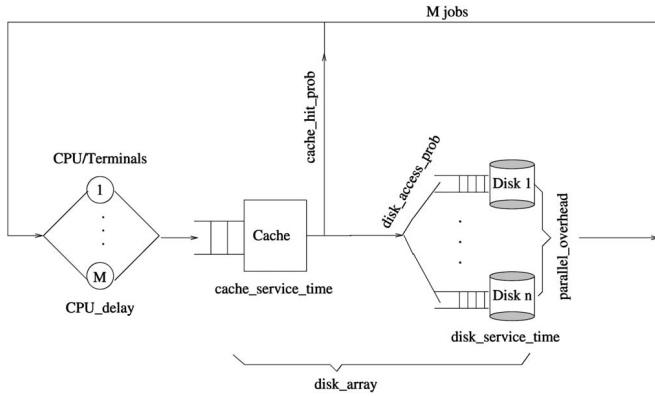 M jobs
cache_hit_prob
CPU/Terminals
1
M
CPU_delay
Cache
cache_service_time
disk_access_prob
Disk 1
Disk n
parallel_overhead
disk_service_time
disk_array